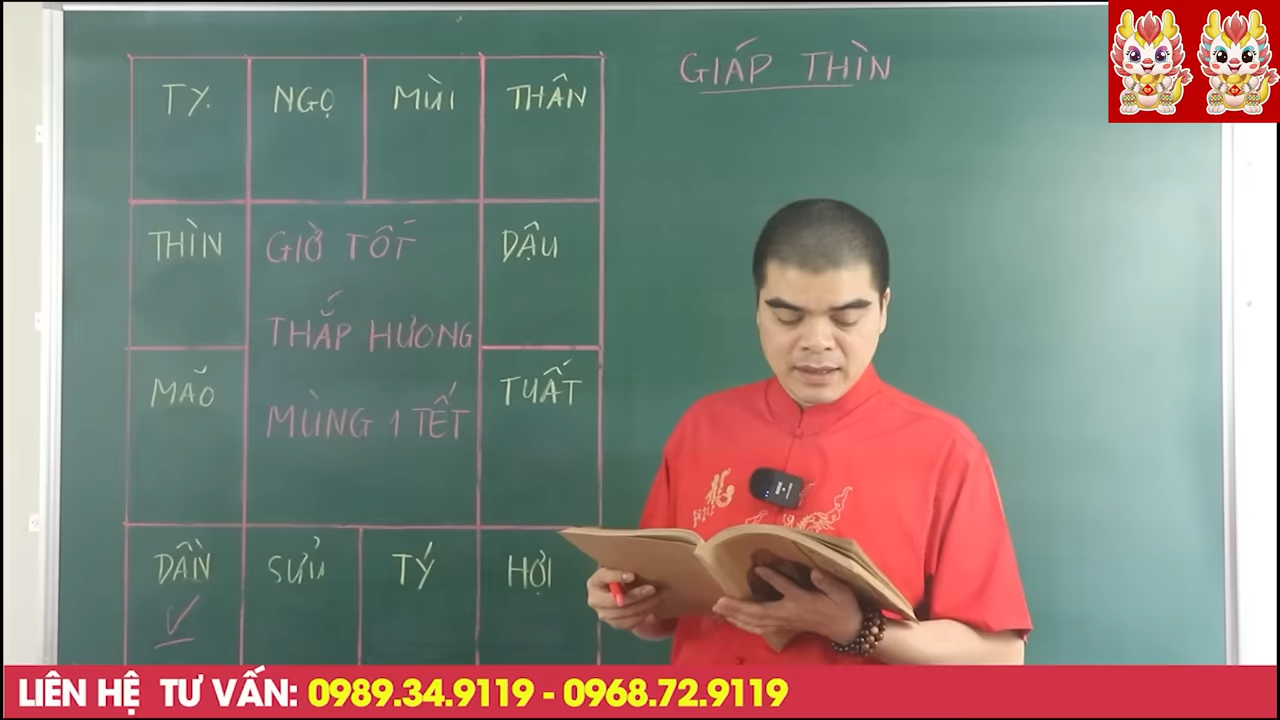 GIÁP THÌN
TỴ NGỌ MÙI THÂN
THÌN GIỜ TỐT DẬU
THẮP HƯƠNG
MÃO TUẤT
MÙNG 1 TẾT
DẦN SỬU TÝ HỢI
LIÊN HỆ TƯ VẤN: 0989.34.9119 - 0968.72.9119